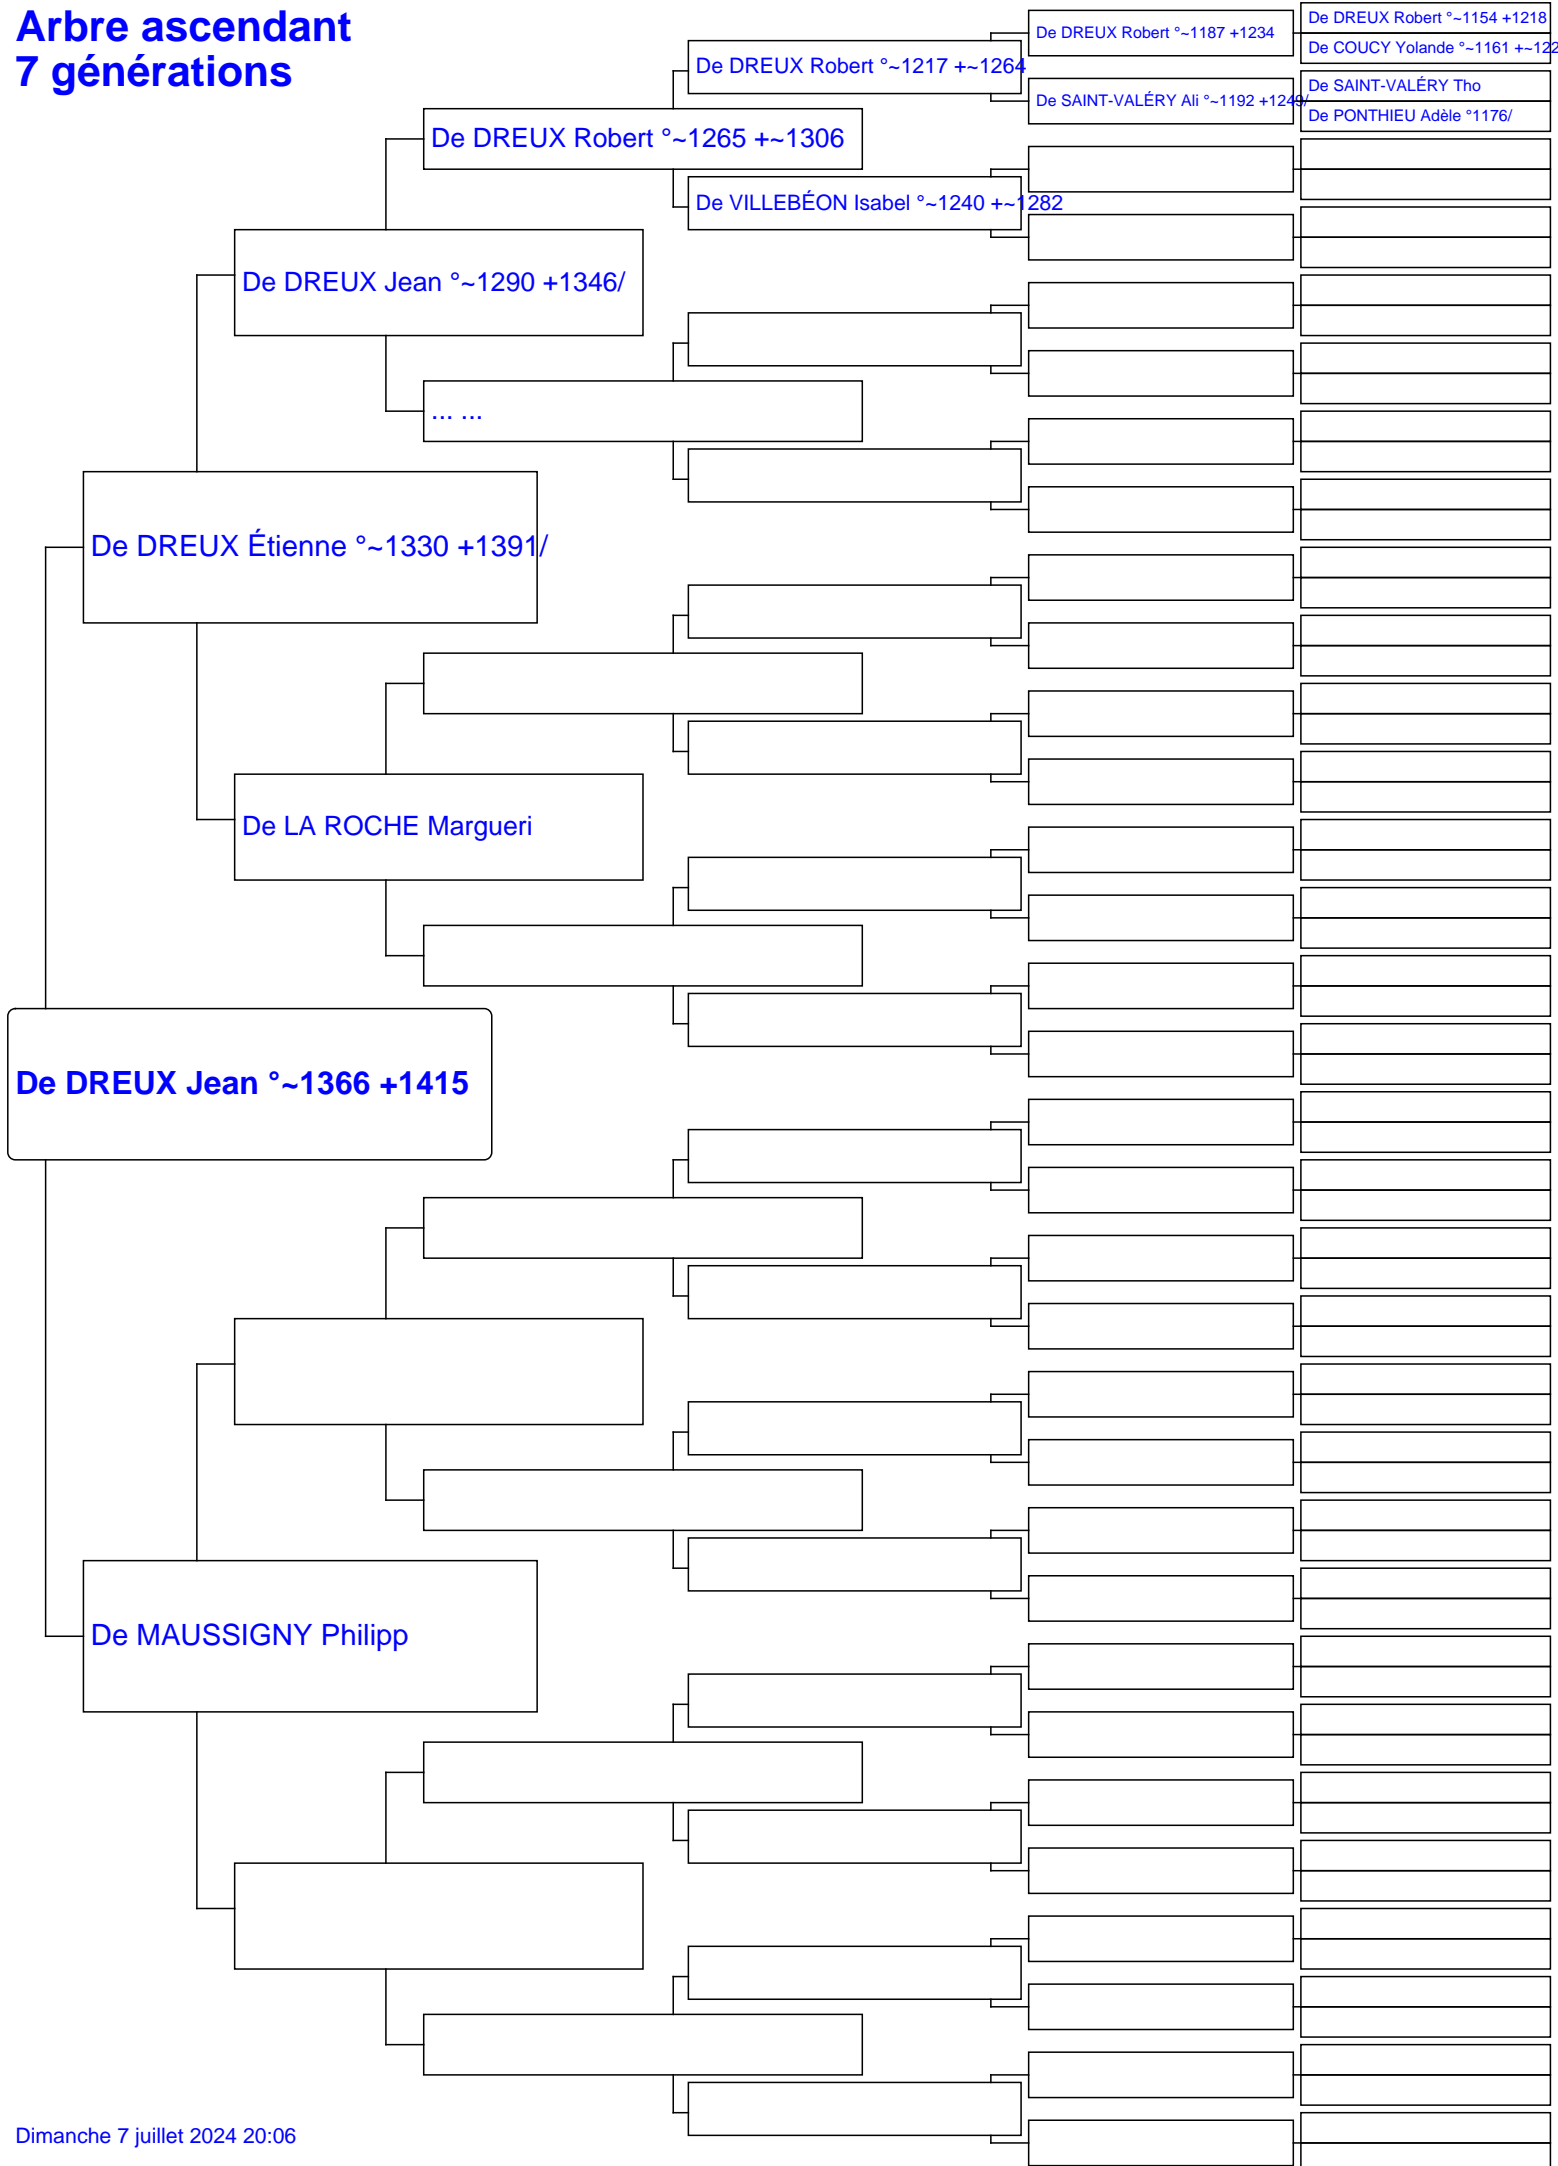 Arbre ascendant
7 générations
De DREUX Robert °~1154 +1218
De DREUX Robert °~1187 +1234
De COUCY Yolande °~1161 +~122
De DREUX Robert °~1217 +~1264
De SAINT-VALÉRY Tho
De SAINT-VALÉRY Ali °~1192 +1249/
De PONTHIEU Adèle °1176/
De DREUX Robert °~1265 +~1306
De VILLEBÉON Isabel °~1240 +~1282
De DREUX Jean °~1290 +1346/
... ...
De DREUX Étienne °~1330 +1391/
De LA ROCHE Margueri
De DREUX Jean °~1366 +1415
De MAUSSIGNY Philipp
Dimanche 7 juillet 2024 20:06